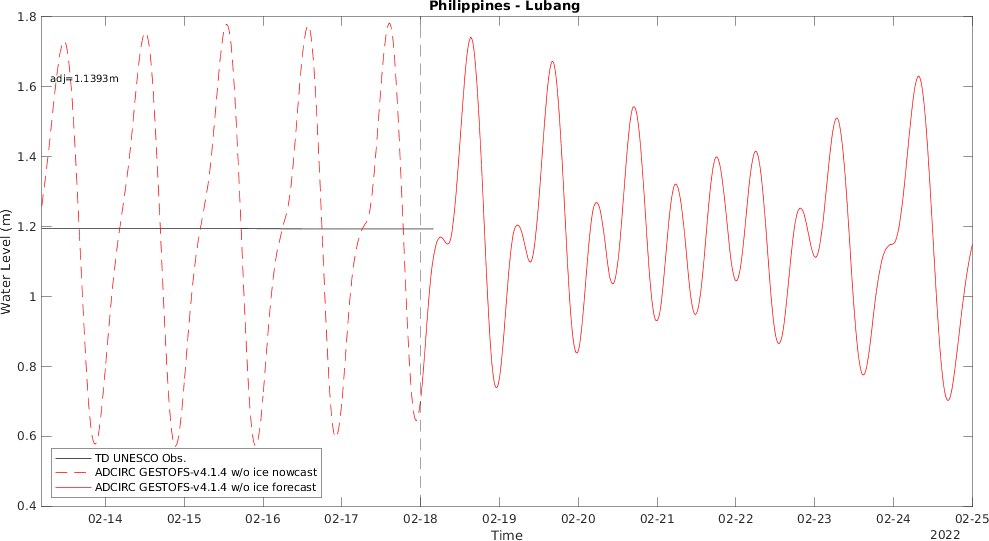 Philippines - Lubang
1.8
1.6
1.4
1.2
1
0.8
0.6
0.4
Water Level (m)
adj=1.1393m
TD UNESCO Obs.
ADCIRC GESTOFS-v4.1.4 w/o ice nowcast
ADCIRC GESTOFS-v4.1.4 w/o ice forecast
02-14 02-15 02-16 02-17 02-18 02-19 02-20 02-21 02-22 02-23 02-24 02-25
Time
2022